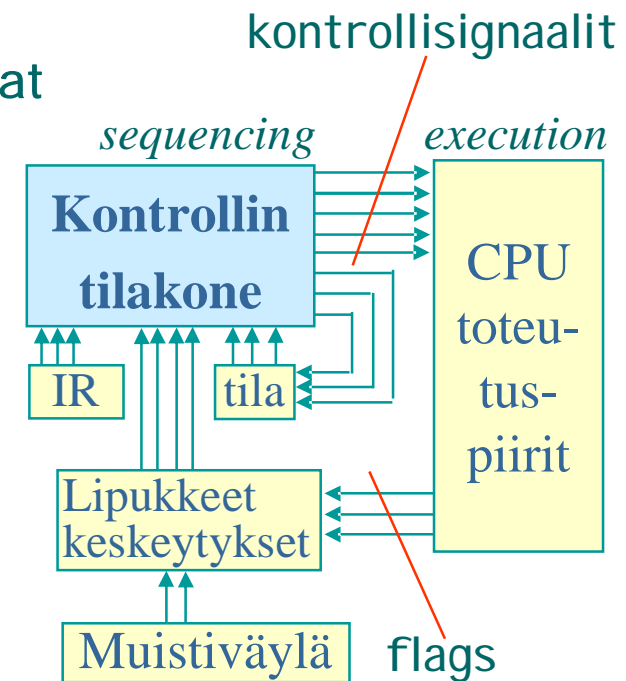 kontrollisignaalit
at
sequencing
execution
Kontrollin
tilakone
CPU
toteu-
tus-
piirit
IR
tila
Lipukkeet
keskeytykset
Muistiväylä
flags